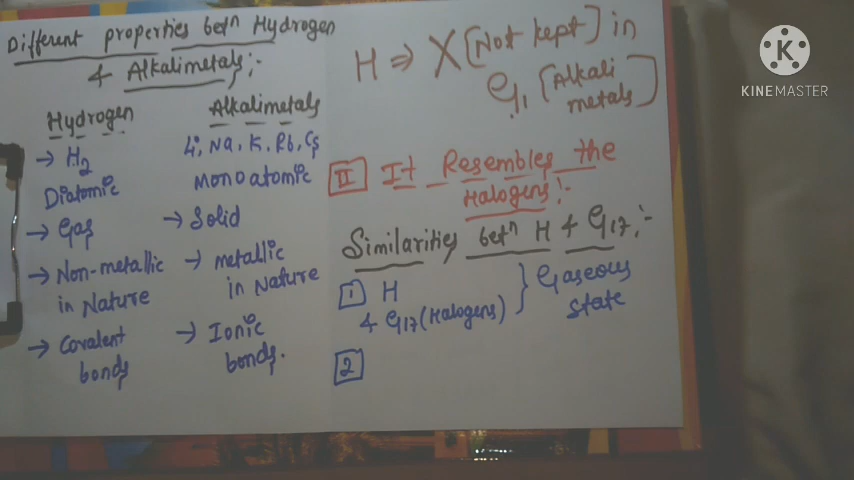 Different properties betn Hydrogen
& Alkalimetals;-
Hydrogen
Alkalimetals
→ H2
Diatomic
Li, Na, K, Rb, Cs
Monoatomic
→ Gas
→ Solid
→ Non-metallic
in Nature
→ metallic
in Nature
→ Covalent
bonds
→ Ionic
bonds.
H ⇒ X [Not kept] in
G1 [Alkali
metals]
II It Resembles the
Halogens:-
Similarities betn H & G17;-
1 H
& G17 (Halogens) } Gaseous
state
2
K
KINEMASTER